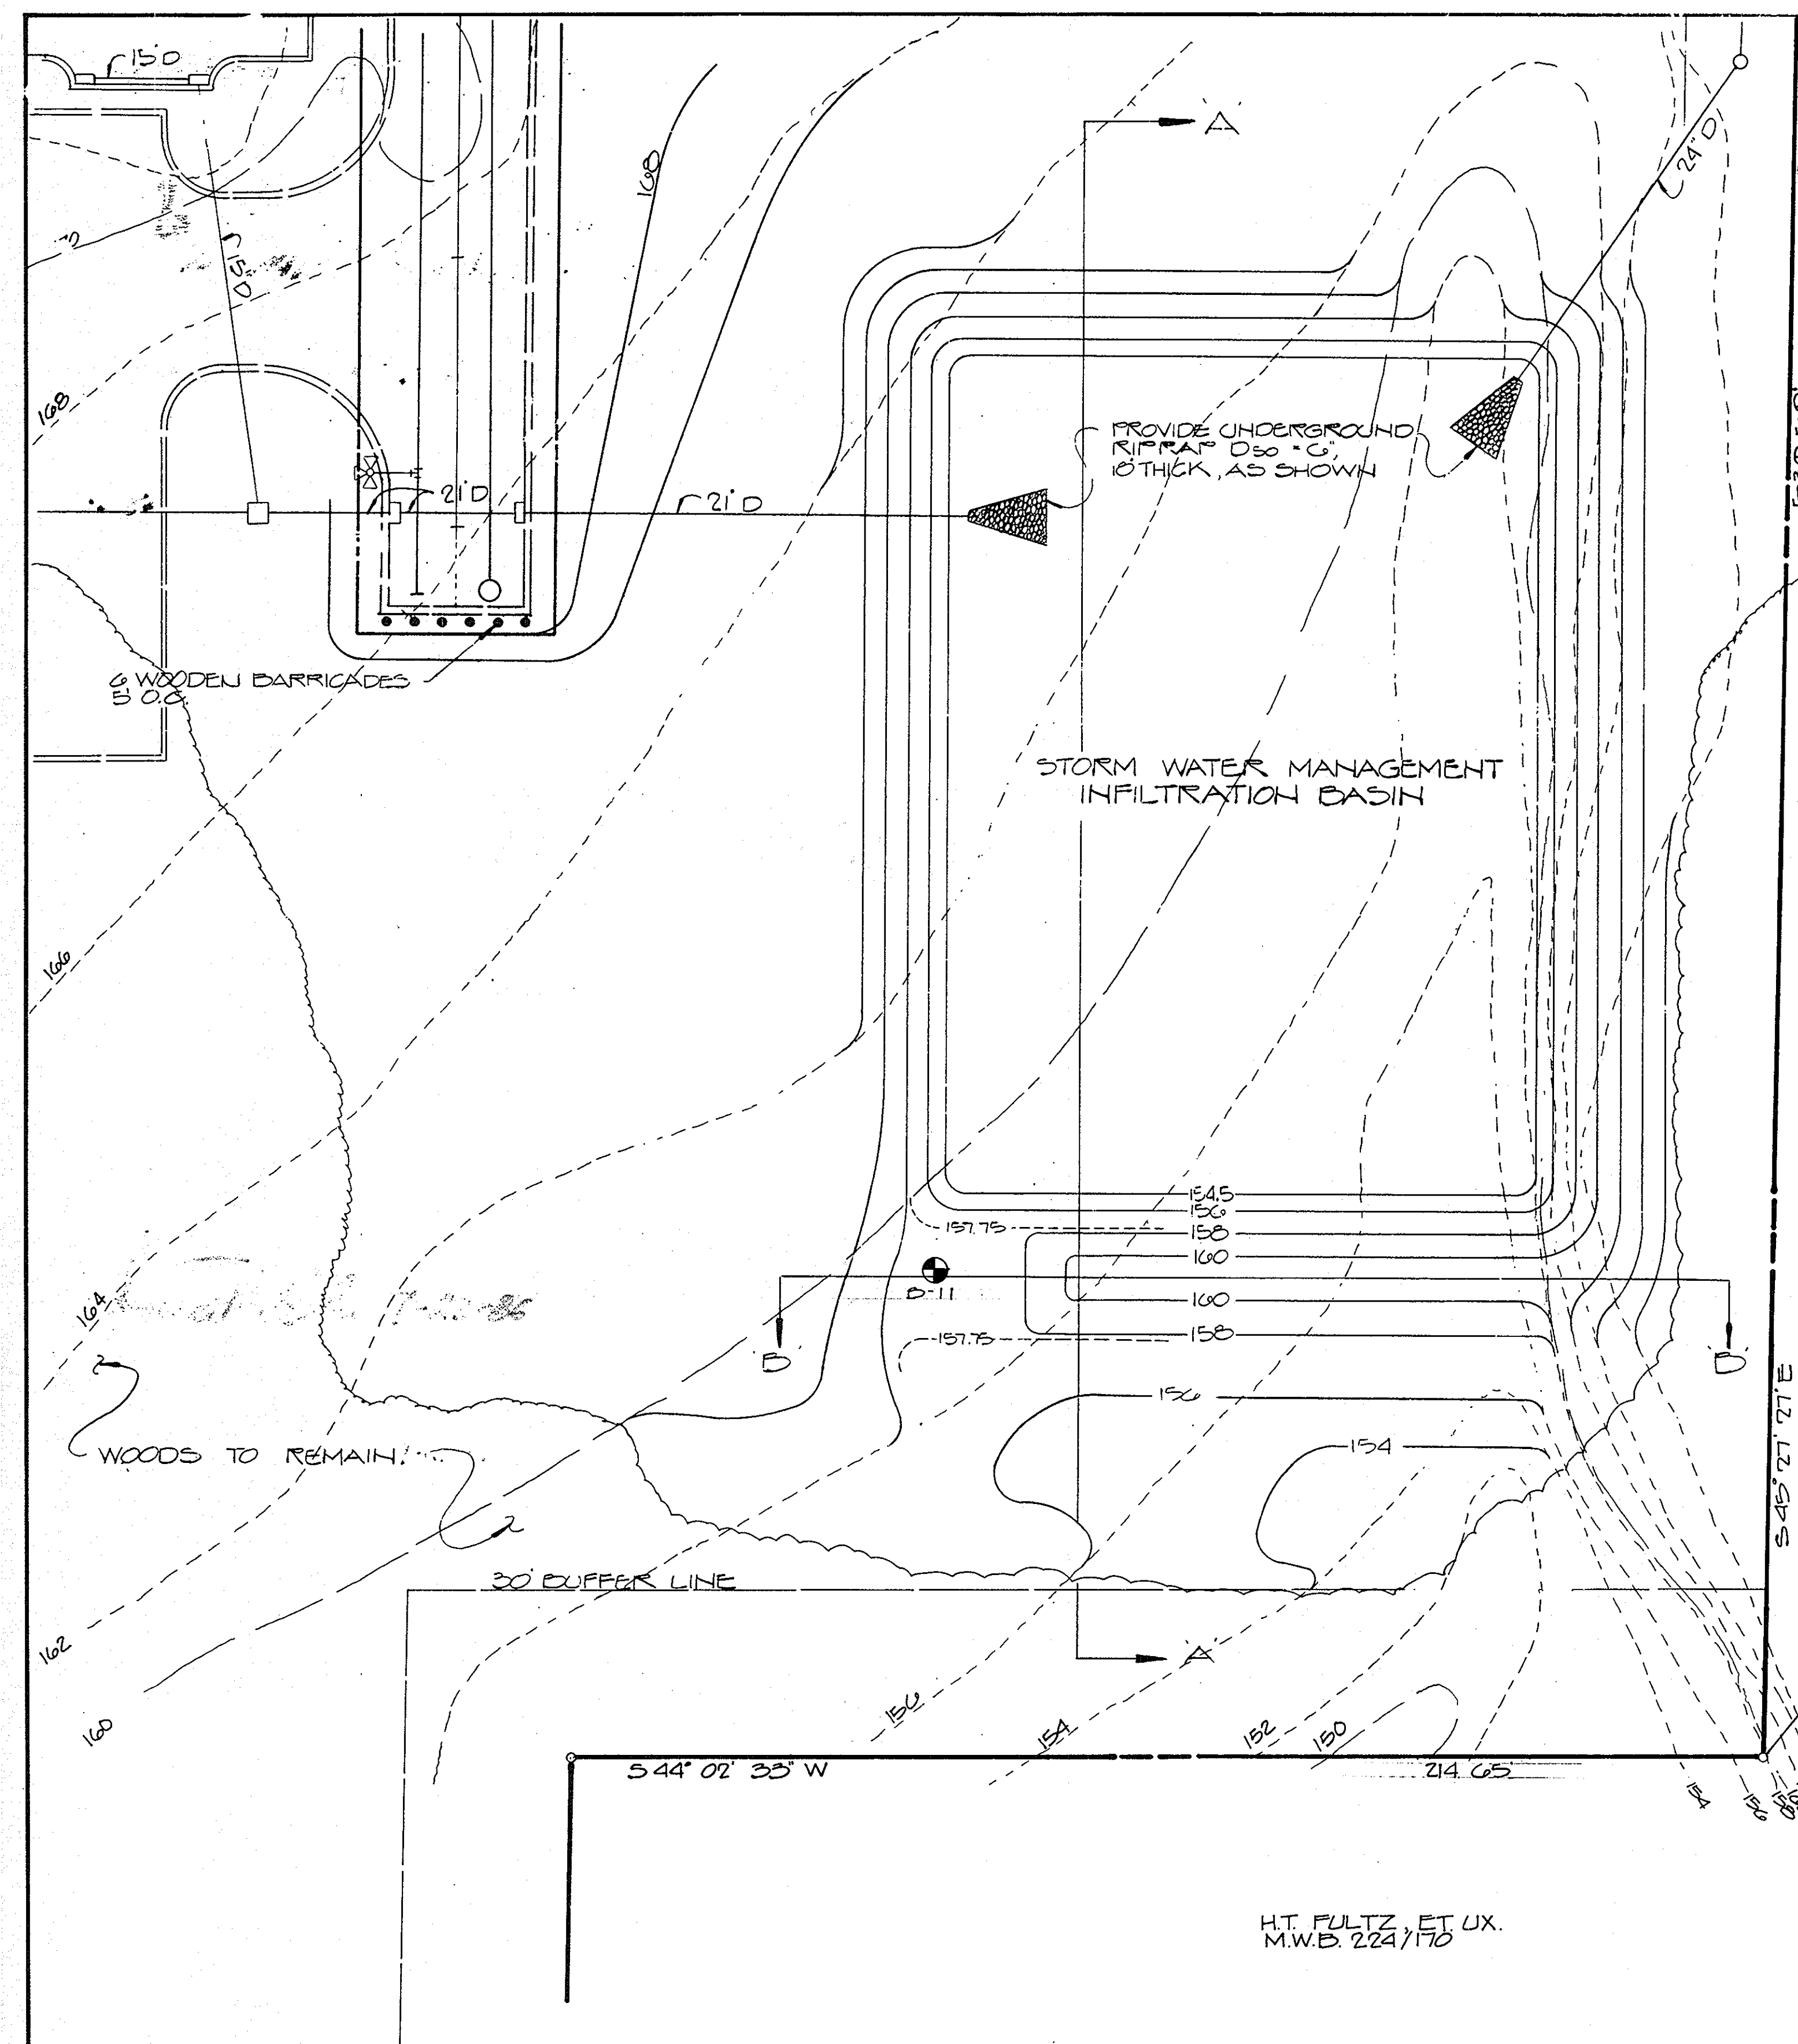 15"D
168
'A'
24"D
15"D
168
PROVIDE UNDERGROUND
RIPRAP D50 = 6",
18" THICK, AS SHOWN
21"D
21"D
6 WOODEN BARRICADES
5' O.C.
STORM WATER MANAGEMENT
INFILTRATION BASIN
166
154.5
156
157.75
158
160
B-11
160
164
157.75
158
'B'
'B'
156
S 45° 27' 27" E
WOODS TO REMAIN
154
30' BUFFER LINE
162
'A'
160
156
154
152
150
S 44° 02' 33" W
214.65'
154
156
H.T. FULTZ, ET. UX.
M.W.B. 224/170